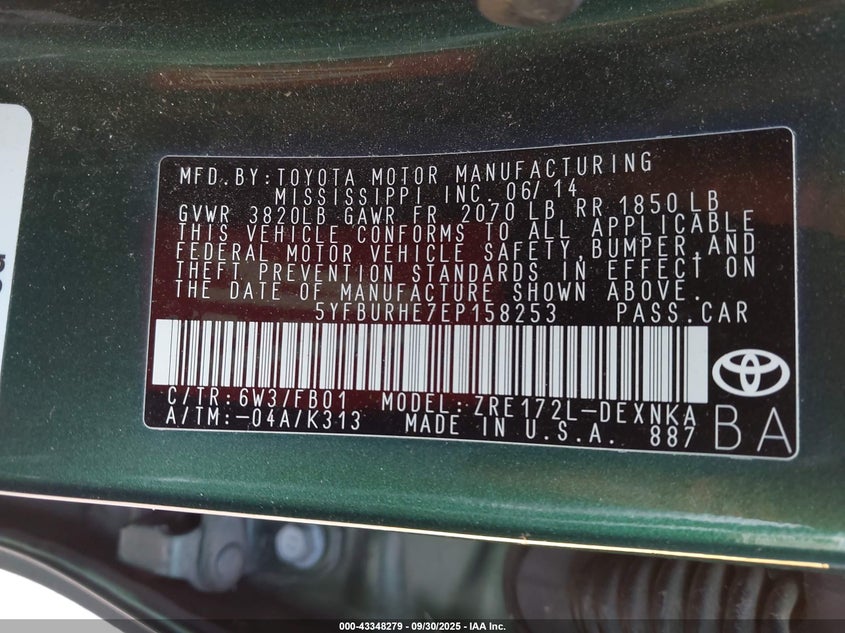 MFD. BY: TOYOTA MOTOR MANUFACTURING
MISSISSIPPI INC. 06/14
GVWR 3820LB GAWR FR 2070 LB RR 1850 LB
THIS VEHICLE CONFORMS TO ALL APPLICABLE
FEDERAL MOTOR VEHICLE SAFETY, BUMPER, AND
THEFT PREVENTION STANDARDS IN EFFECT ON
THE DATE OF MANUFACTURE SHOWN ABOVE.
5YFBURHE7EP158253 PASS. CAR
C/TR: 6W3/FB01 MODEL: ZRE172L-DEXNKA
A/TM: -04A/K313 MADE IN U.S.A. 887
BA
000-43348279 - 09/30/2025 - IAA Inc.